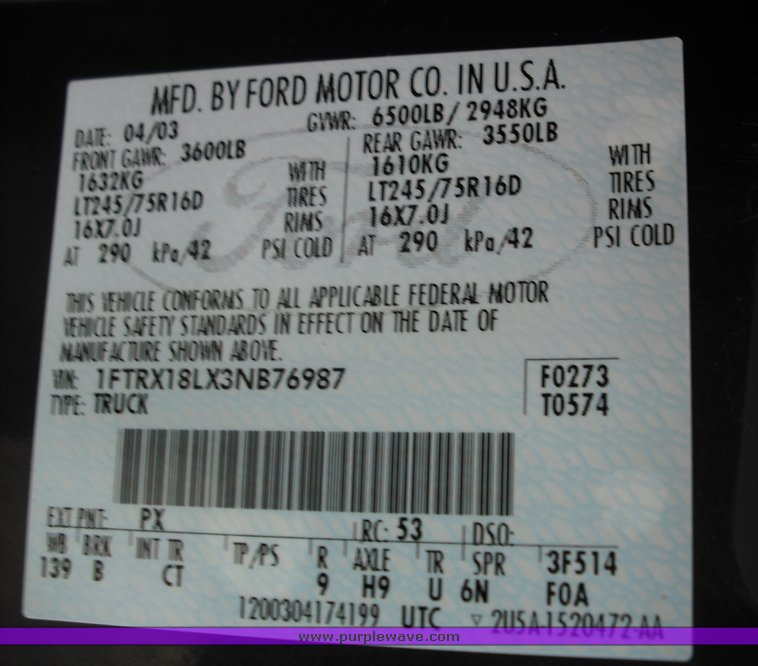 MFD. BY FORD MOTOR CO. IN U.S.A.
DATE: 04/03 GVWR: 6500LB/ 2948KG
FRONT GAWR: 3600LB REAR GAWR: 3550LB
1632KG WITH 1610KG WITH
LT245/75R16D TIRES LT245/75R16D TIRES
16X7.0J RIMS 16X7.0J RIMS
AT 290 kPa/42 PSI COLD AT 290 kPa/42 PSI COLD
Ford
THIS VEHICLE CONFORMS TO ALL APPLICABLE FEDERAL MOTOR
VEHICLE SAFETY STANDARDS IN EFFECT ON THE DATE OF
MANUFACTURE SHOWN ABOVE.
VIN: 1FTRX18LX3NB76987 F0273
TYPE: TRUCK T0574
EXT PNT: PX RC: 53 DSO:
WB BRK INT TR TP/PS R AXLE TR SPR 3F514
139 B CT 9 H9 U 6N F0A
1200304174199 UTC ▽ 2U5A-1520472-AA
www.purplewave.com